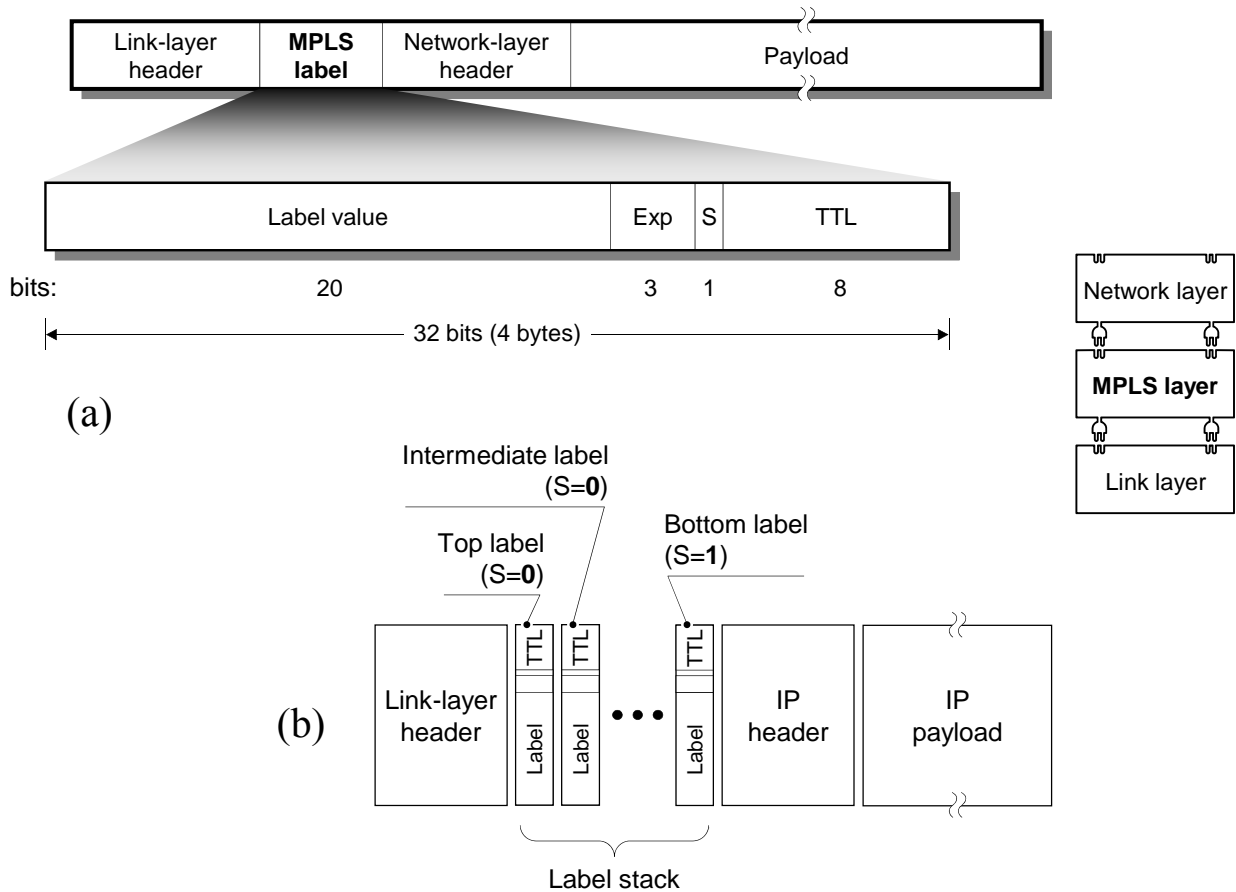 Link-layer
header
MPLS
label
Network-layer
header
Payload
Label value
Exp
S
TTL
bits:
20
3
1
8
32 bits (4 bytes)
(a)
Network layer
MPLS layer
Link layer
Intermediate label
(S=0)
Top label
(S=0)
Bottom label
(S=1)
(b)
Link-layer
header
TTL
Label
TTL
Label
TTL
Label
IP
header
IP
payload
Label stack